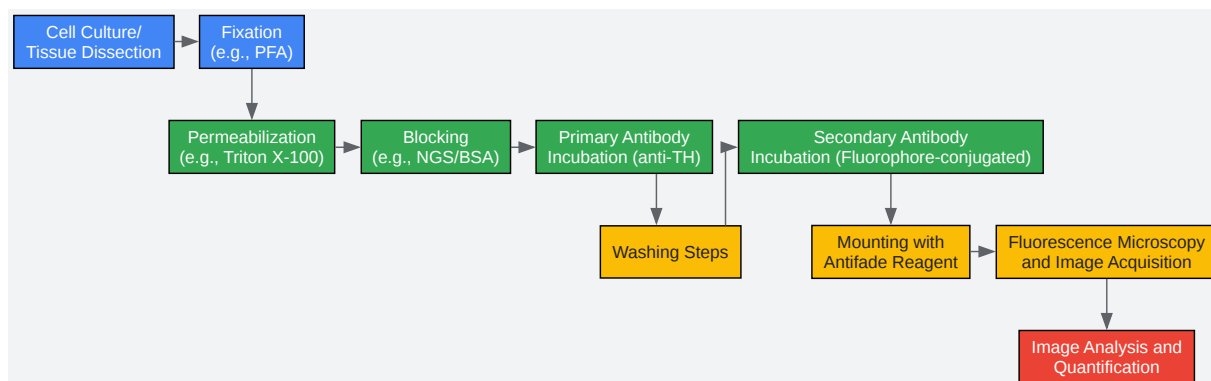 Cell Culture/
Tissue Dissection
Fixation
(e.g., PFA)
Permeabilization
(e.g., Triton X-100)
Blocking
(e.g., NGS/BSA)
Primary Antibody
Incubation (anti-TH)
Secondary Antibody
Incubation (Fluorophore-conjugated)
Washing Steps
Mounting with
Antifade Reagent
Fluorescence Microscopy
and Image Acquisition
Image Analysis and
Quantification